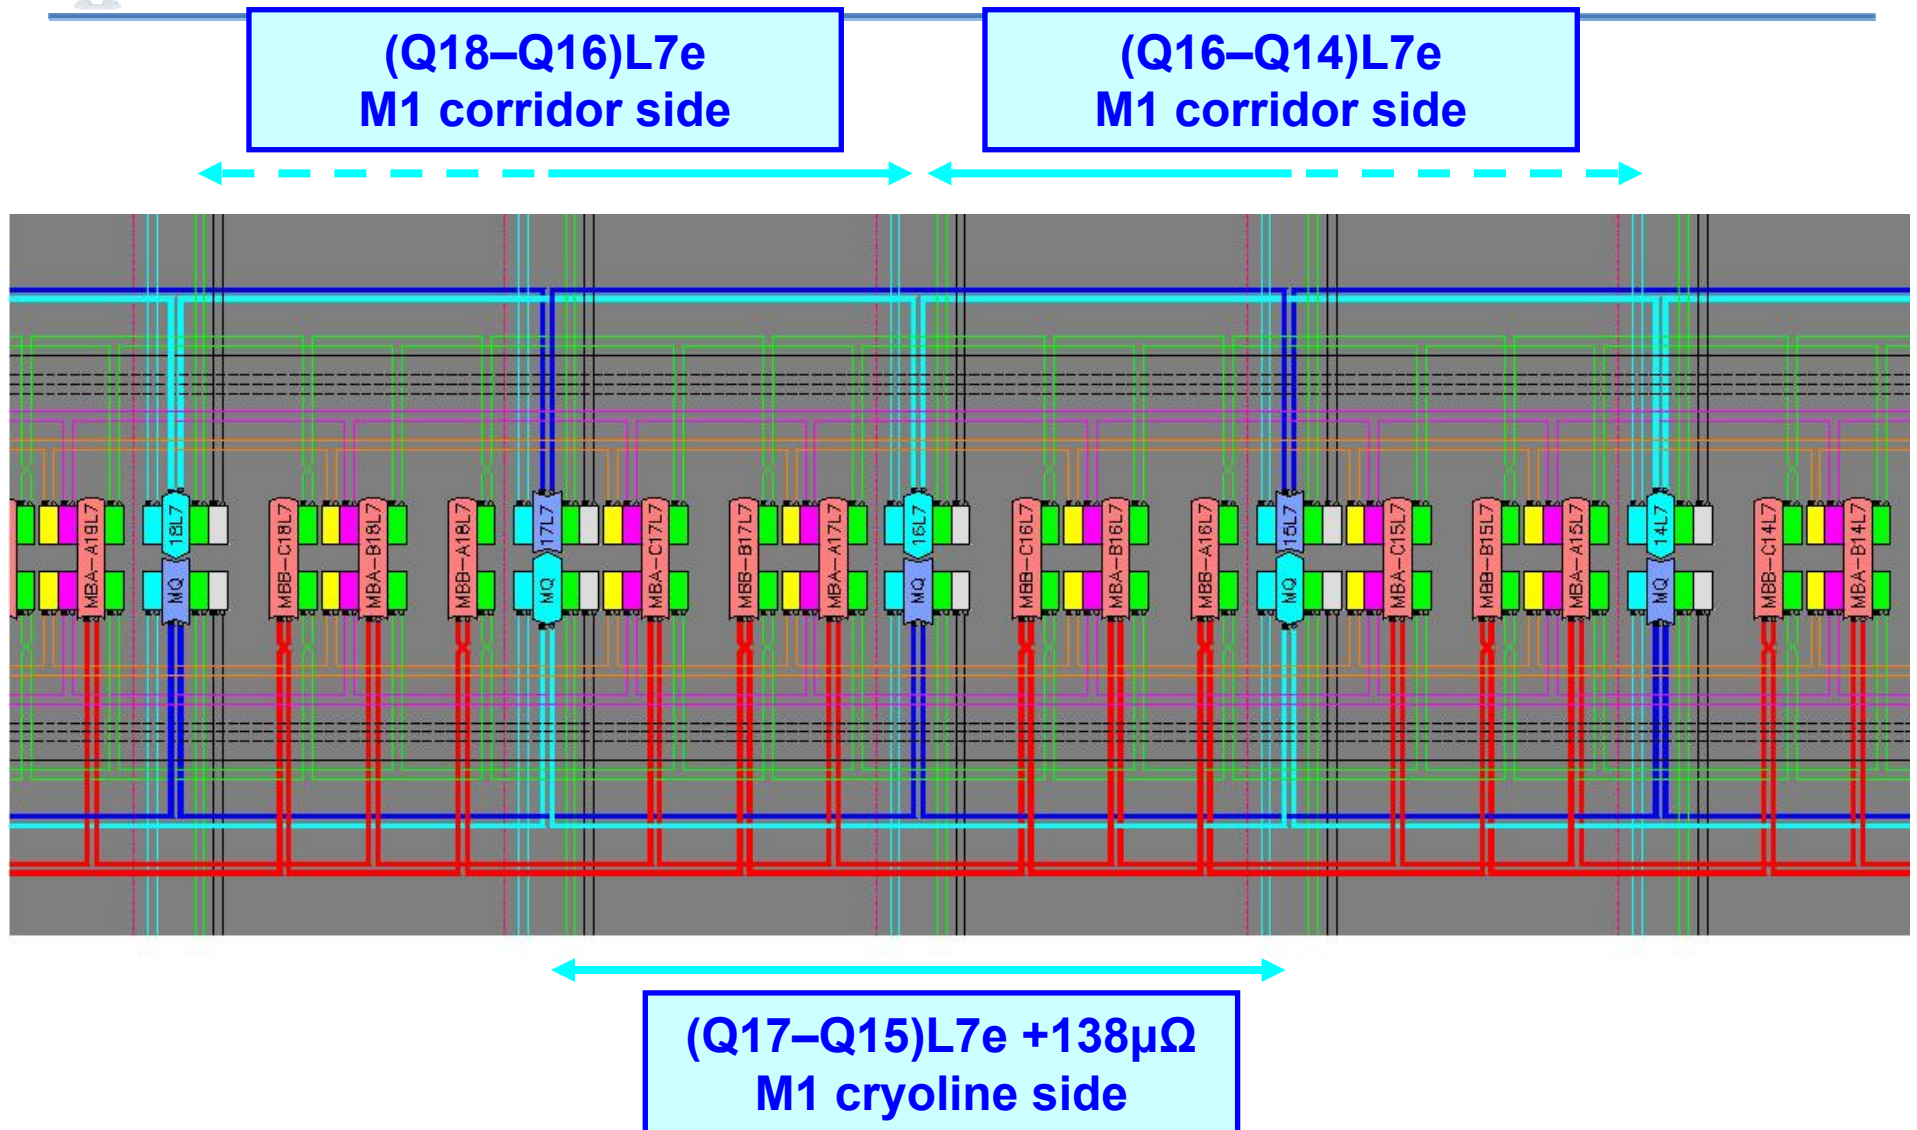 (Q18–Q16)L7e
M1 corridor side
(Q16–Q14)L7e
M1 corridor side
MBA-A19L7
18L7
MQ
MBB-C18L7
MBA-B18L7
MBB-A18L7
17L7
MQ
MBA-C17L7
MBB-B17L7
MBA-A17L7
16L7
MQ
MBB-C16L7
MBA-B16L7
MBB-A16L7
15L7
MQ
MBA-C15L7
MBB-B15L7
MBA-A15L7
14L7
MQ
MBB-C14L7
MBA-B14L7
(Q17–Q15)L7e +138µΩ
M1 cryoline side